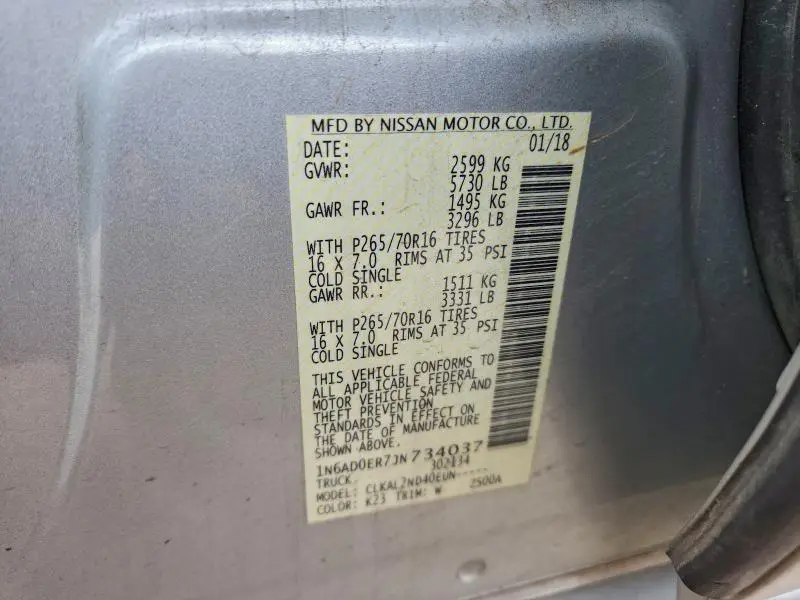 MFD BY NISSAN MOTOR CO., LTD.
DATE: 01/18
GVWR: 2599 KG
5730 LB
GAWR FR.: 1495 KG
3296 LB
WITH P265/70R16 TIRES
16 X 7.0 RIMS AT 35 PSI
COLD SINGLE
GAWR RR.: 1511 KG
3331 LB
WITH P265/70R16 TIRES
16 X 7.0 RIMS AT 35 PSI
COLD SINGLE
THIS VEHICLE CONFORMS TO
ALL APPLICABLE FEDERAL
MOTOR VEHICLE SAFETY AND
THEFT PREVENTION
STANDARDS IN EFFECT ON
THE DATE OF MANUFACTURE
SHOWN ABOVE.
1N6AD0ER7JN734037
TRUCK. 302134
MODEL: CLKAL2ND40EUN-----
COLOR: K23 TRIM: W 2500A